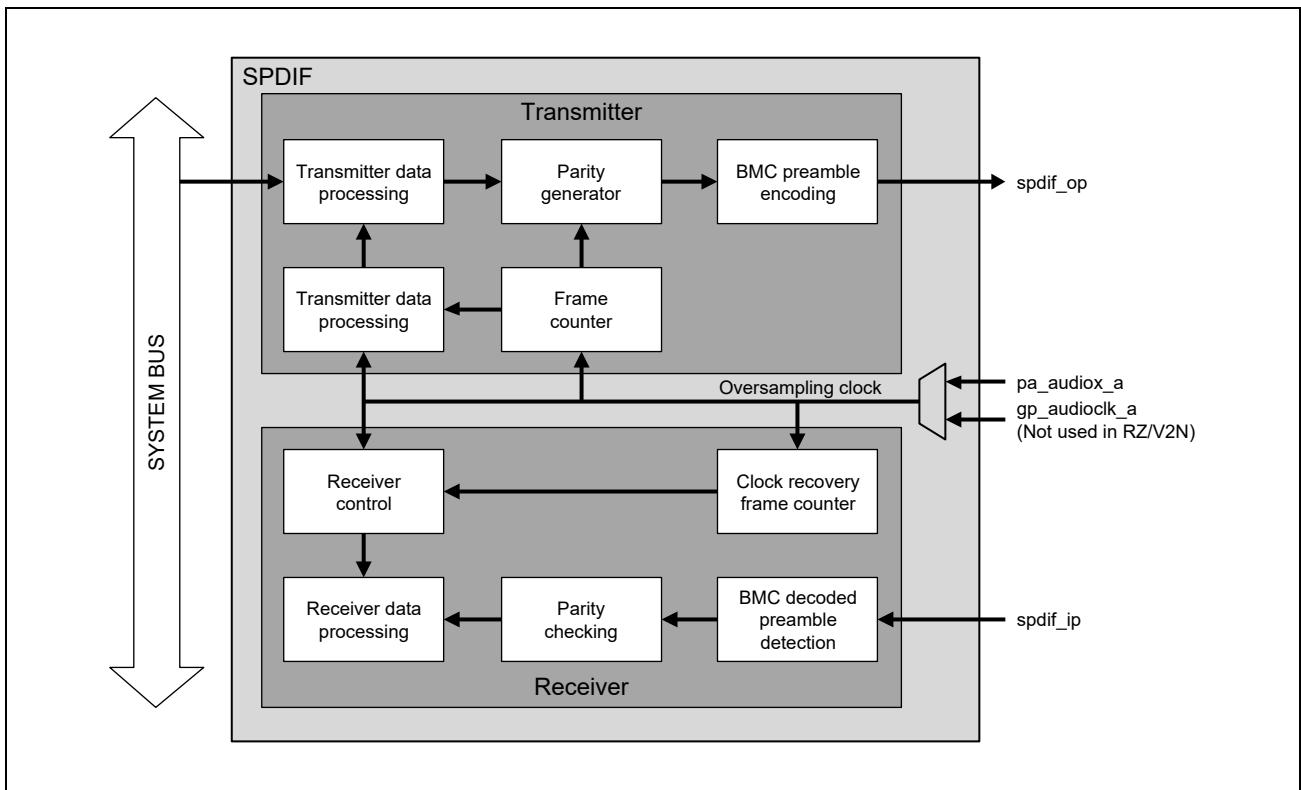 SPDIF
Transmitter
Transmitter data
processing
Parity
generator
BMC preamble
encoding
spdif_op
Transmitter data
processing
Frame
counter
SYSTEM BUS
Oversampling clock
pa_audiox_a
gp_audioclk_a
(Not used in RZ/V2N)
Receiver
control
Clock recovery
frame counter
Receiver data
processing
Parity
checking
BMC decoded
preamble
detection
spdif_ip
Receiver